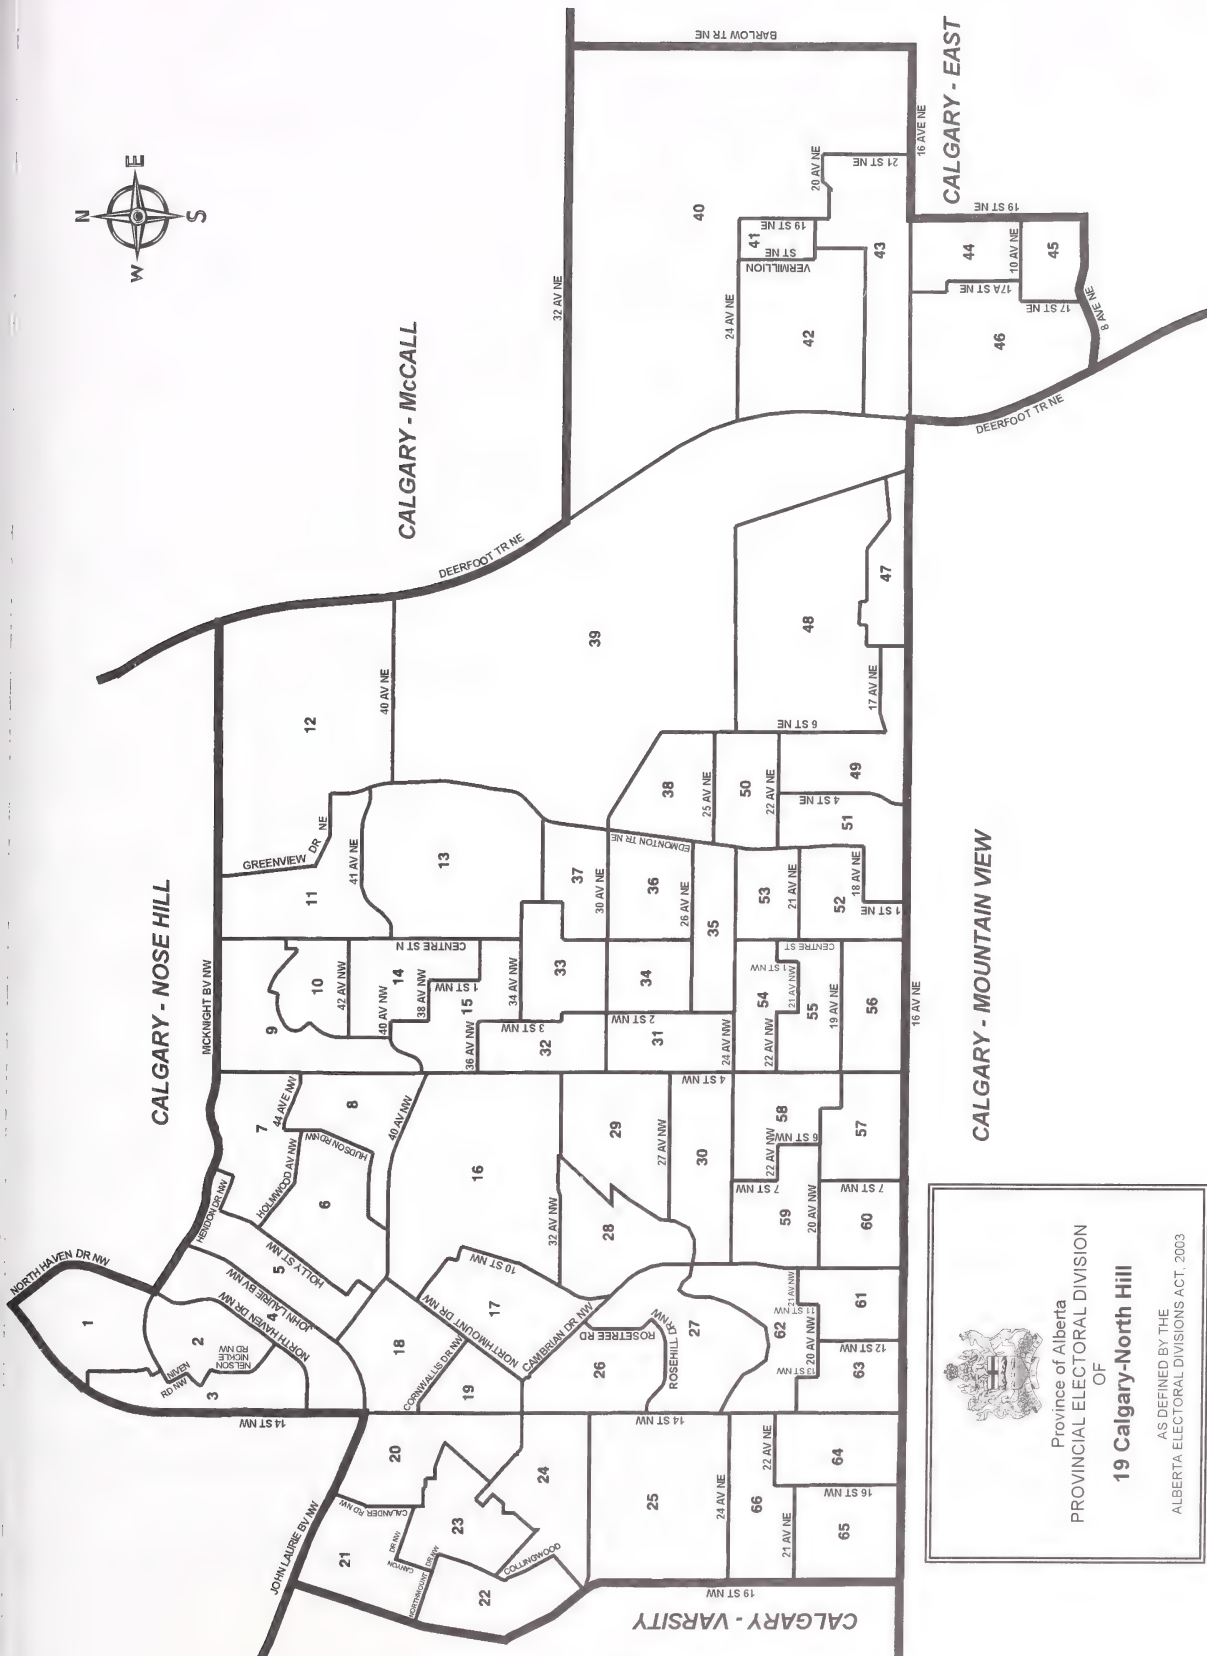 N
W
E
S
CALGARY - NOSE HILL
CALGARY - McCALL
CALGARY - EAST
CALGARY - MOUNTAIN VIEW
CALGARY - VARSITY
NORTH HAVEN DR NW
1
2
NIVEN
RD NW
NELSON
NICKLE
RD NW
3
14 ST NW
NORTH HAVEN DR NW
4
JOHN LAURIE BV NW
5
HOLLY ST NW
HENDON DR NW
HOLMWOOD AV NW
6
7
44 AVE NW
HUDSON RD NW
8
40 AV NW
MCKNIGHT BV NW
9
10
42 AV NW
GREENVIEW
DR NE
11
41 AV NE
12
40 AV NE
13
CENTRE ST N
14
40 AV NW
38 AV NW
1 ST NW
15
36 AV NW
34 AV NW
3 ST NW
32
33
37
30 AV NE
DEERFOOT TR NE
39
32 AV NE
BARLOW TR NE
40
16
32 AV NW
10 ST NW
17
NORTHMOUNT DR NW
CAMBRIAN DR NW
18
CORNWALLIS DR NW
19
JOHN LAURIE BV NW
20
21
CALANDER RD NW
CANYON
DR NW
NORTHMOUNT
DR NW
22
23
COLLINGWOOD
24
14 ST NW
25
24 AV NE
19 ST NW
26
ROSETREE RD
ROSEHILL DR NW
27
28
29
27 AV NW
30
4 ST NW
31
2 ST NW
24 AV NW
34
35
36
26 AV NE
EDMONTON TR NE
38
25 AV NE
50
22 AV NE
6 ST NE
49
4 ST NE
51
53
21 AV NE
52
18 AV NE
1 ST NE
CENTRE ST
54
1 ST NW
21 AV NW
22 AV NW
55
19 AV NE
56
16 AV NE
48
17 AV NE
47
24 AV NE
41
19 ST NE
VERMILLION
ST NE
42
43
20 AV NE
21 ST NE
16 AVE NE
19 ST NE
44
10 AV NE
17A ST NE
45
17 ST NE
46
8 AVE NE
DEERFOOT TR NE
58
22 AV NW
6 ST NW
57
7 ST NW
59
20 AV NW
7 ST NW
60
62
21 AV NW
11 ST NW
61
20 AV NW
12 ST NW
13 ST NW
63
22 AV NE
64
16 ST NW
66
21 AV NE
65
Province of Alberta
PROVINCIAL ELECTORAL DIVISION
OF
19 Calgary-North Hill
AS DEFINED BY THE
ALBERTA ELECTORAL DIVISIONS ACT, 2003